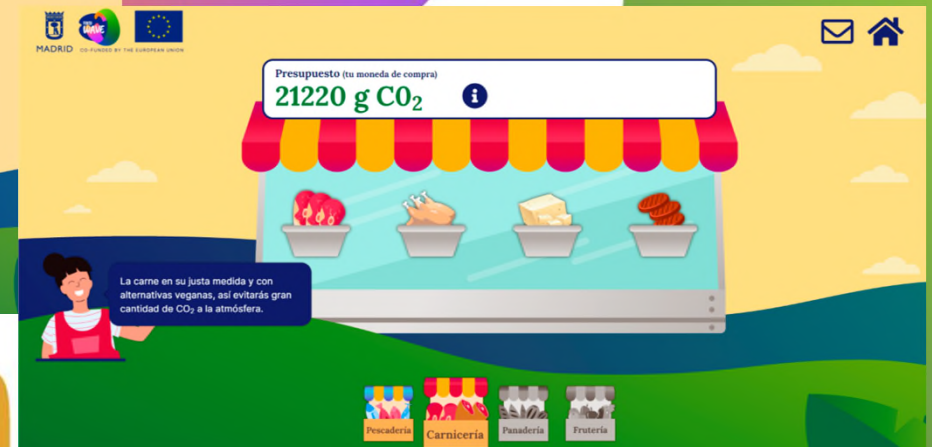 MADRID
CO-FUNDED BY THE EUROPEAN UNION
Presupuesto (tu moneda de compra)
21220 g CO₂
i
La carne en su justa medida y con
alternativas veganas, así evitarás gran
cantidad de CO₂ a la atmósfera.
Pescadería
Carnicería
Panadería
Frutería